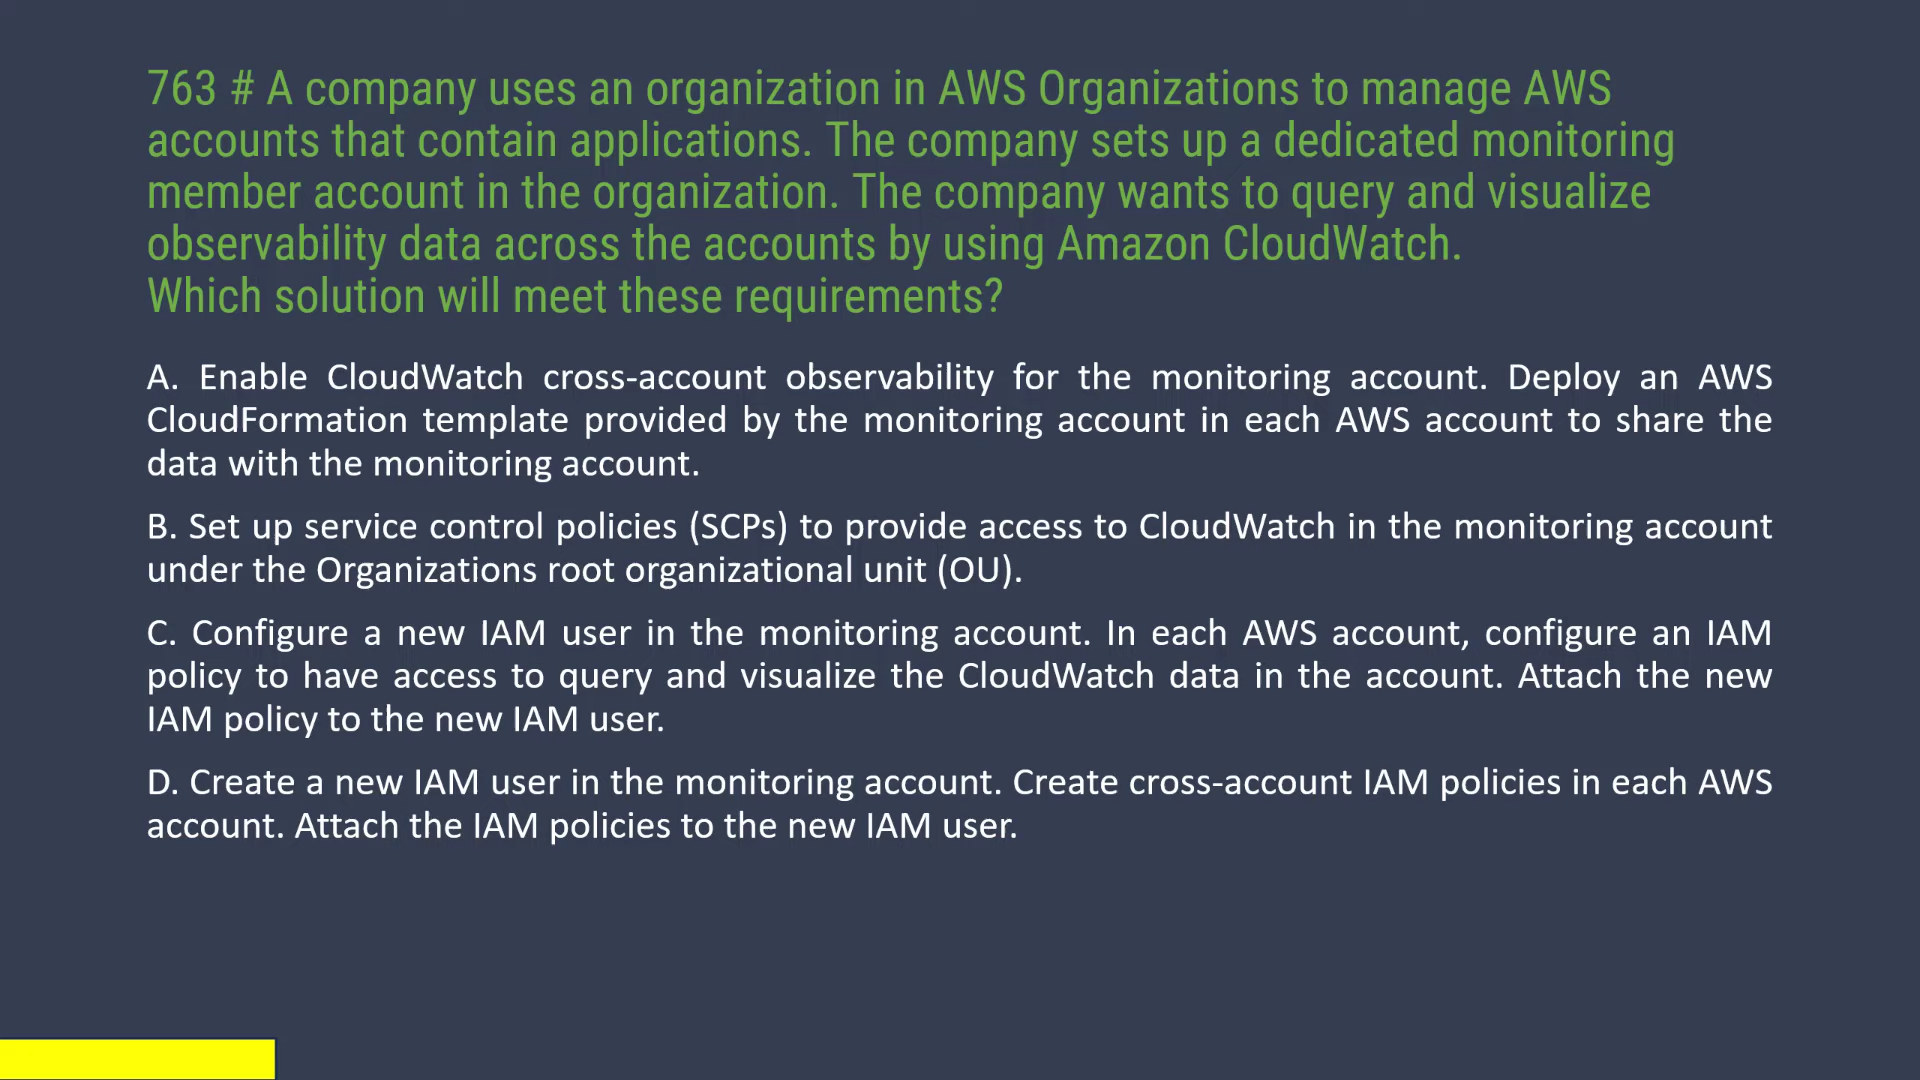 763 # A company uses an organization in AWS Organizations to manage AWS
accounts that contain applications. The company sets up a dedicated monitoring
member account in the organization. The company wants to query and visualize
observability data across the accounts by using Amazon CloudWatch.
Which solution will meet these requirements?
A. Enable CloudWatch cross-account observability for the monitoring account. Deploy an AWS
CloudFormation template provided by the monitoring account in each AWS account to share the
data with the monitoring account.
B. Set up service control policies (SCPs) to provide access to CloudWatch in the monitoring account
under the Organizations root organizational unit (OU).
C. Configure a new IAM user in the monitoring account. In each AWS account, configure an IAM
policy to have access to query and visualize the CloudWatch data in the account. Attach the new
IAM policy to the new IAM user.
D. Create a new IAM user in the monitoring account. Create cross-account IAM policies in each AWS
account. Attach the IAM policies to the new IAM user.